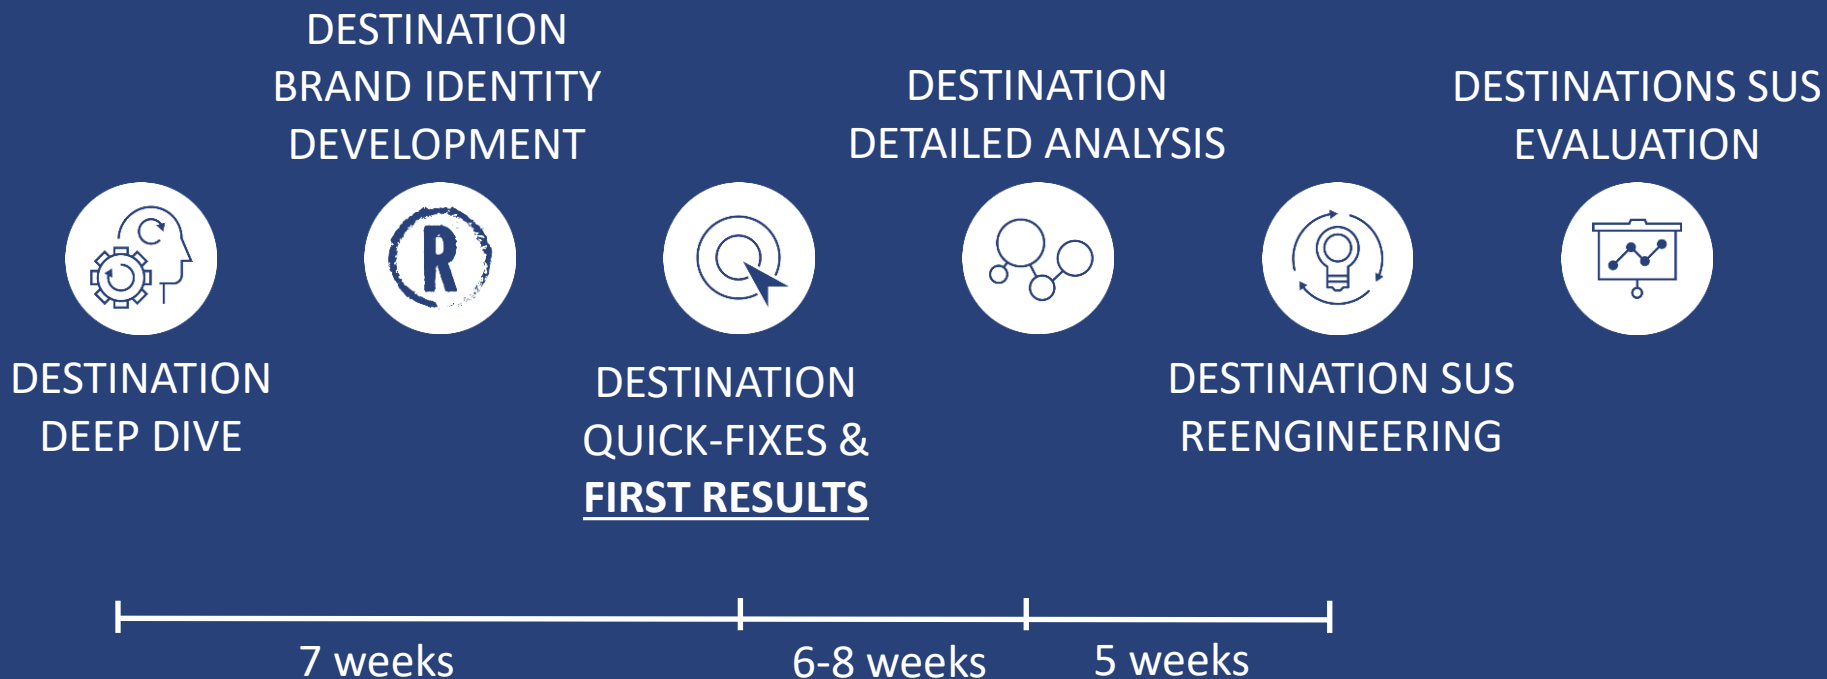 DESTINATION
DEEP DIVE
DESTINATION
BRAND IDENTITY
DEVELOPMENT
R
DESTINATION
QUICK-FIXES &
FIRST RESULTS
DESTINATION
DETAILED ANALYSIS
DESTINATION SUS
REENGINEERING
DESTINATIONS SUS
EVALUATION
7 weeks
6-8 weeks
5 weeks